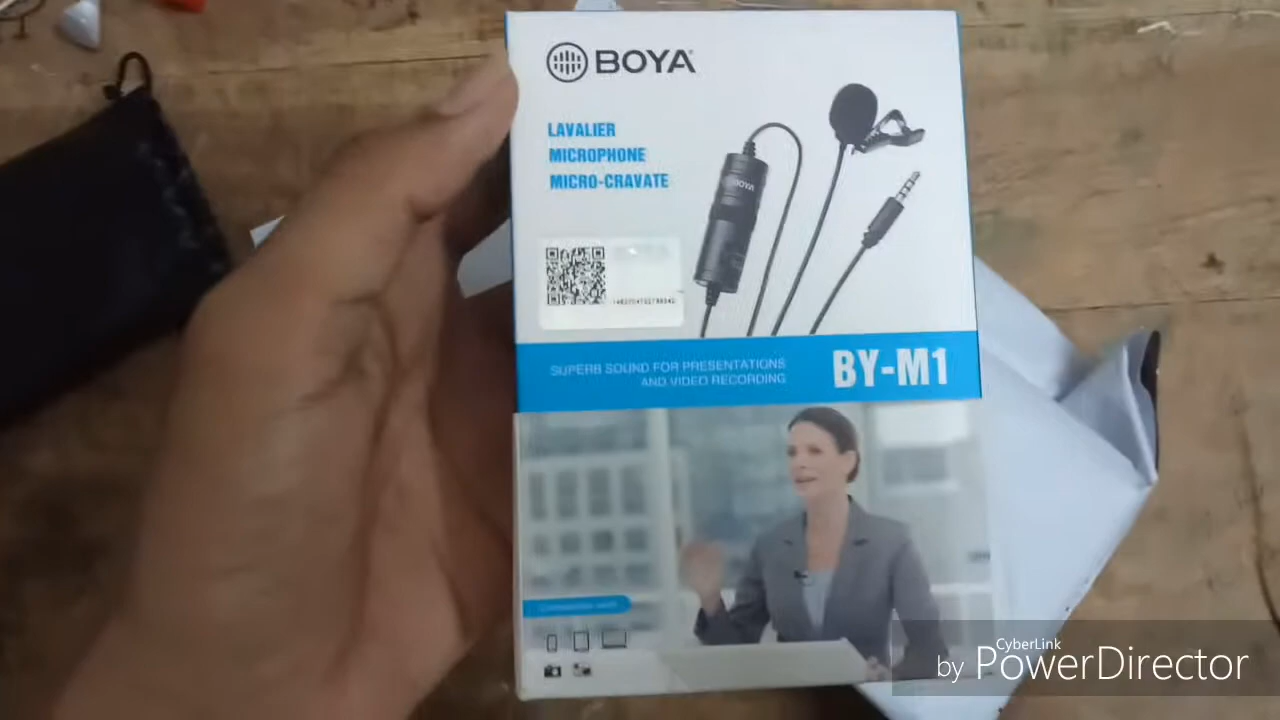 BOYA
LAVALIER
MICROPHONE
MICRO-CRAVATE
BOYA
SUPERB SOUND FOR PRESENTATIONS
AND VIDEO RECORDING
BY-M1
CyberLink
by PowerDirector